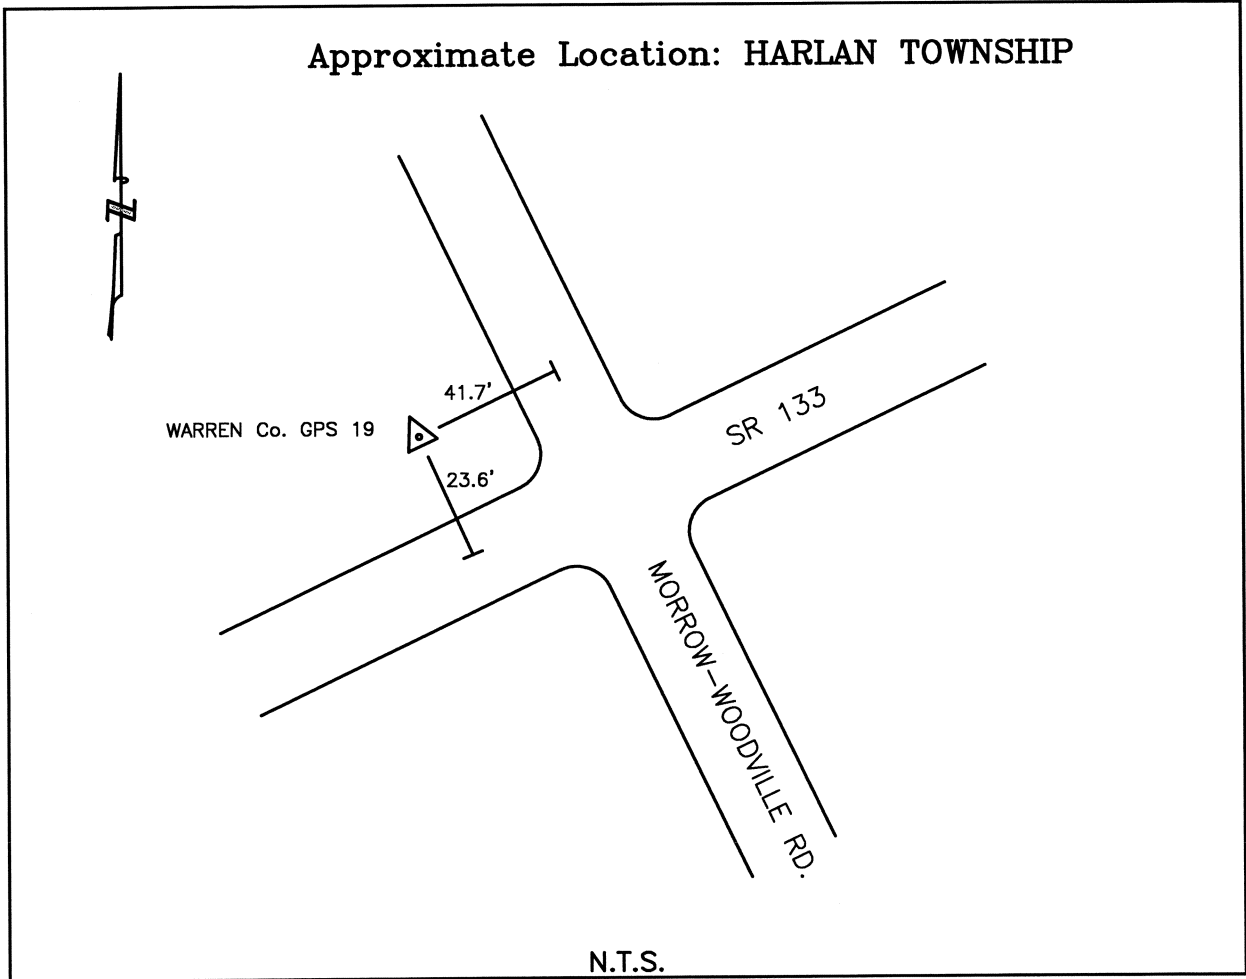 Approximate Location: HARLAN TOWNSHIP
N
41.7'
WARREN Co. GPS 19
23.6'
SR 133
MORROW-WOODVILLE RD.
N.T.S.